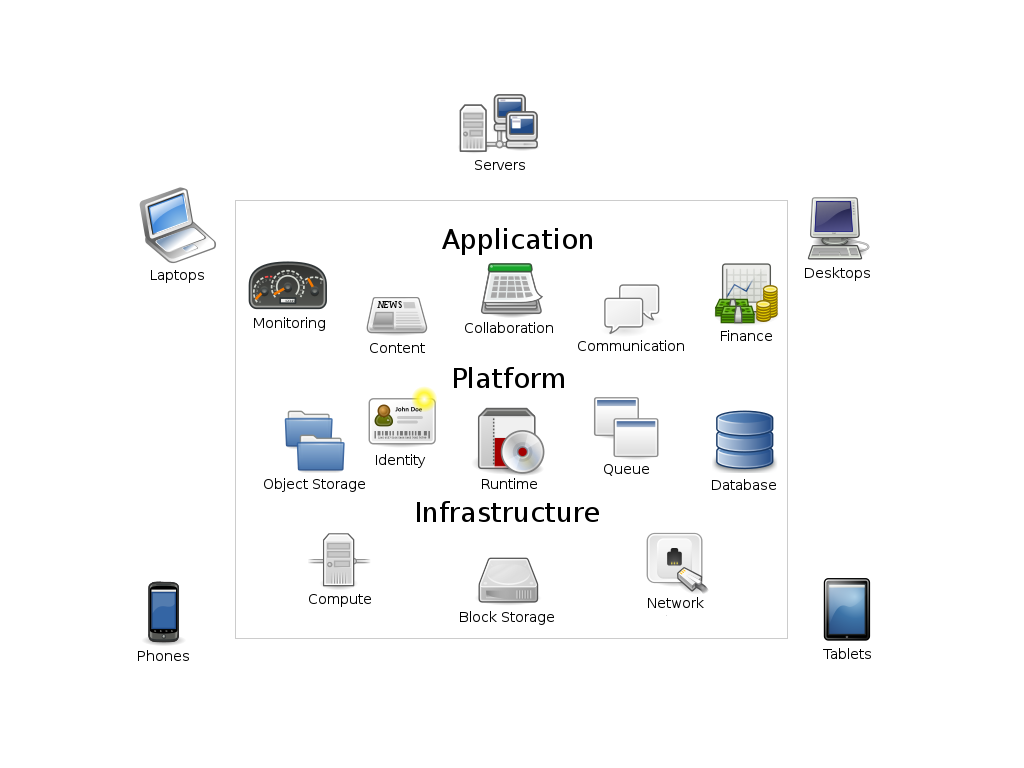 Servers
Laptops
Desktops
Application
Monitoring
NEWS
Content
Collaboration
Communication
Finance
Platform
John Doe
Object Storage
Identity
Runtime
Queue
Database
Infrastructure
Compute
Block Storage
Network
Phones
Tablets